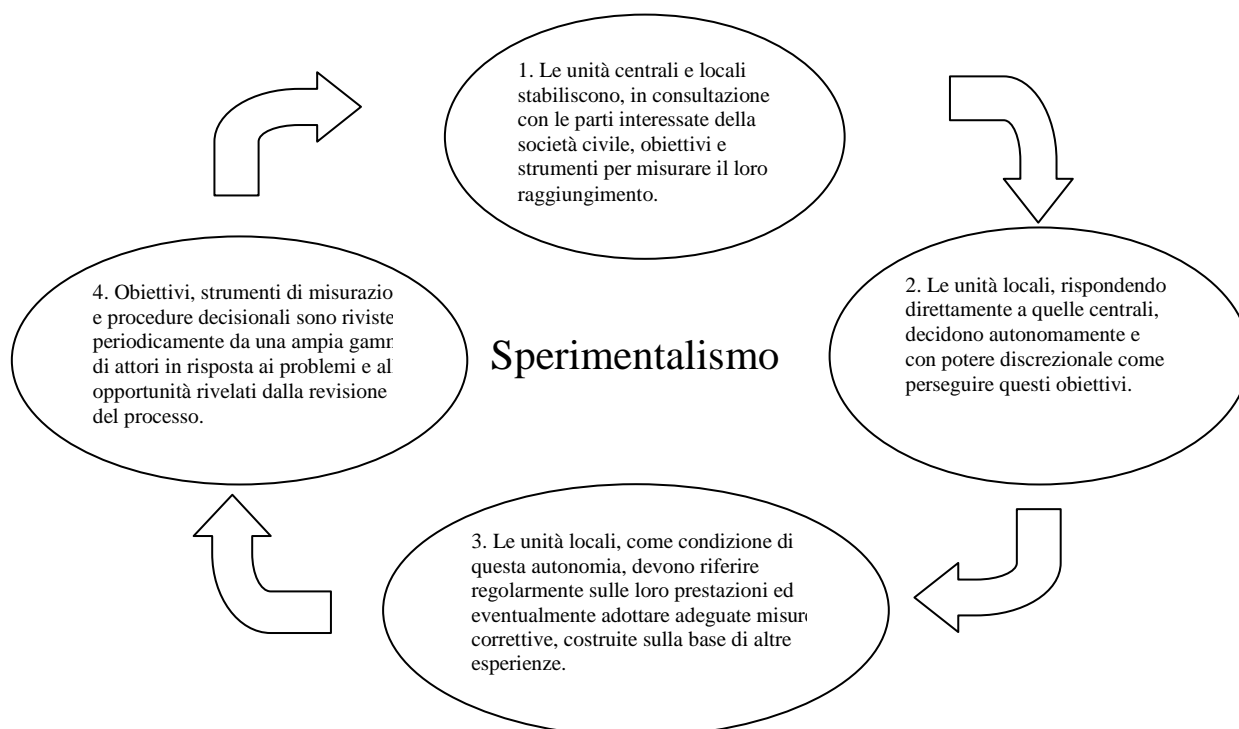 1. Le unità centrali e locali
stabiliscono, in consultazione
con le parti interessate della
società civile, obiettivi e
strumenti per misurare il loro
raggiungimento.
2. Le unità locali, rispondendo
direttamente a quelle centrali,
decidono autonomamente e
con potere discrezionale come
perseguire questi obiettivi.
4. Obiettivi, strumenti di misurazio
e procedure decisionali sono riviste
periodicamente da una ampia gamm
di attori in risposta ai problemi e al
opportunità rivelati dalla revisione
del processo.
Sperimentalismo
3. Le unità locali, come condizione di
questa autonomia, devono riferire
regolarmente sulle loro prestazioni ed
eventualmente adottare adeguate misure
correttive, costruite sulla base di altre
esperienze.